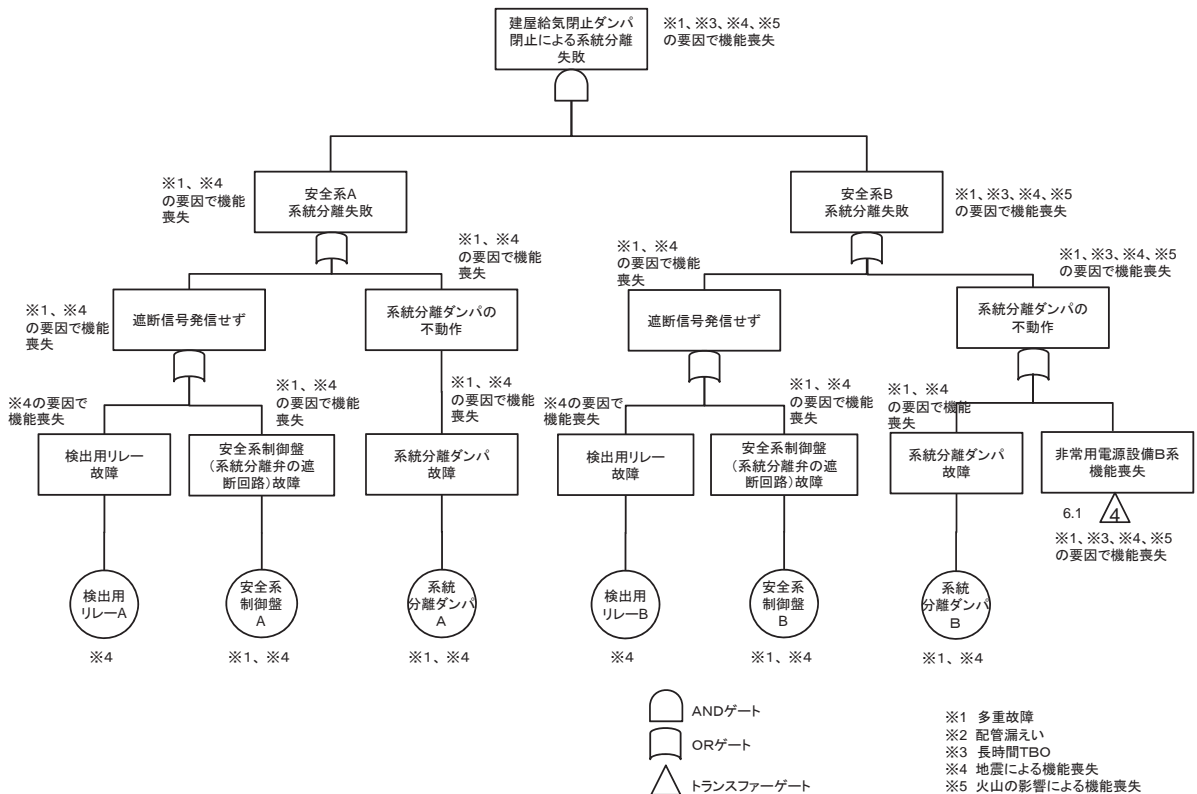 建屋給気閉止ダンパ
閉止による系統分離
失敗
※1、※3、※4、※5
の要因で機能喪失
※1、※4
の要因で機能
喪失
安全系A
系統分離失敗
安全系B
系統分離失敗
※1、※3、※4、※5
の要因で機能喪失
※1、※4
の要因で機能
喪失
※1、※4
の要因で機能
喪失
※1、※3、※4、※5
の要因で機能喪失
※1、※4
の要因で機能
喪失
遮断信号発信せず
系統分離ダンパの
不動作
遮断信号発信せず
系統分離ダンパの
不動作
※4の要因で
機能喪失
※1、※4
の要因で機能
喪失
※1、※4
の要因で機能
喪失
※4の要因で
機能喪失
※1、※4
の要因で機能
喪失
※1、※4
の要因で機能
喪失
検出用リレー
故障
安全系制御盤
(系統分離弁の遮
断回路)故障
系統分離ダンパ
故障
検出用リレー
故障
安全系制御盤
(系統分離弁の遮
断回路)故障
系統分離ダンパ
故障
非常用電源設備B系
機能喪失
6.1
4
※1、※3、※4、※5
の要因で機能喪失
検出用
リレーA
安全系
制御盤
A
系統
分離ダンパ
A
検出用
リレーB
安全系
制御盤
B
系統
分離ダンパ
B
※4
※1、※4
※1、※4
※4
※1、※4
※1、※4
ANDゲート
ORゲート
トランスファーゲート
※1 多重故障
※2 配管漏えい
※3 長時間TBO
※4 地震による機能喪失
※5 火山の影響による機能喪失